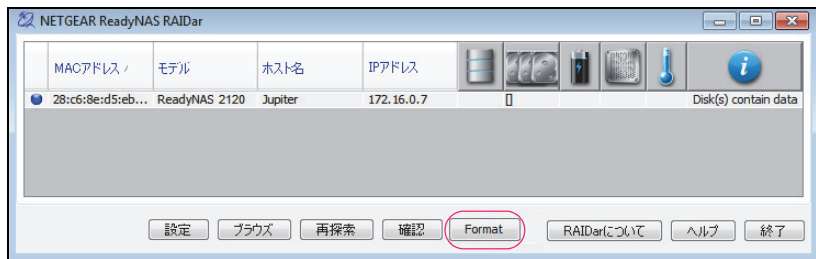 NETGEAR ReadyNAS RAIDar
MACアドレス / モデル ホスト名 IPアドレス
28:c6:8e:d5:eb... ReadyNAS 2120 Jupiter 172.16.0.7 [] Disk(s) contain data
設定 ブラウズ 再探索 確認 Format RAIDarについて ヘルプ 終了